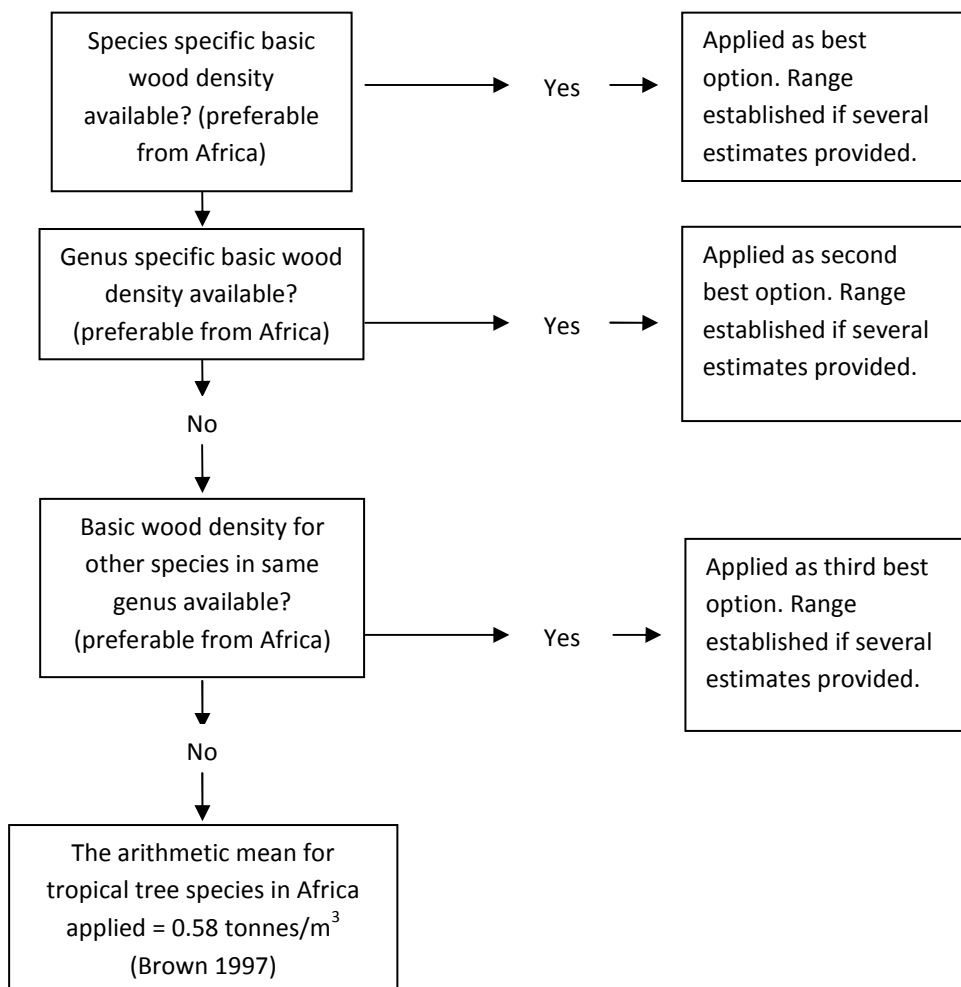 Species specific basic
wood density
available? (preferable
from Africa)
Yes
Applied as best
option. Range
established if several
estimates provided.
Genus specific basic wood
density available?
(preferable from Africa)
Yes
Applied as second
best option. Range
established if several
estimates provided.
No
Basic wood density for
other species in same
genus available?
(preferable from Africa)
Yes
Applied as third best
option. Range
established if several
estimates provided.
No
The arithmetic mean for
tropical tree species in Africa
applied = 0.58 tonnes/m³
(Brown 1997)